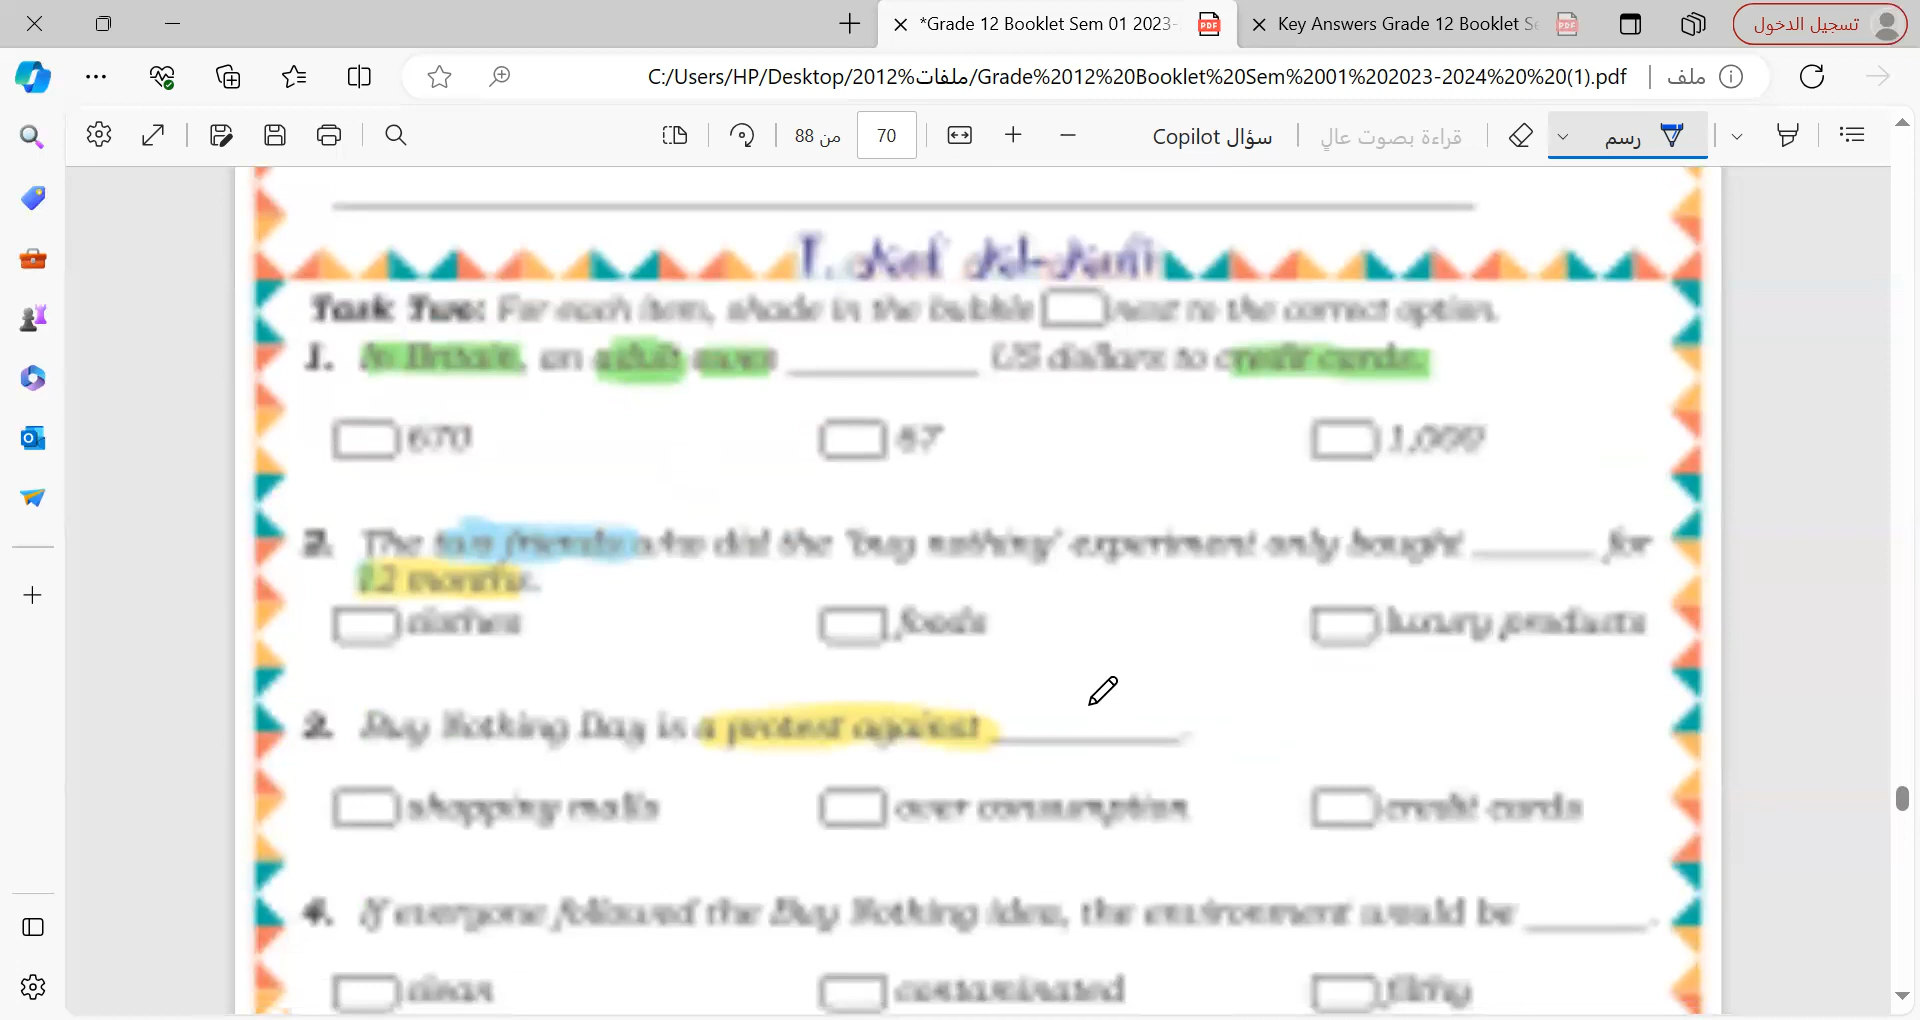 *Grade 12 Booklet Sem 01 2023-
Key Answers Grade 12 Booklet Se
تسجيل الدخول
C:/Users/HP/Desktop/2012%ملفات/Grade%2012%20Booklet%20Sem%2001%202023-2024%20%20(1).pdf
ملف
88 من
70
سؤال Copilot
قراءة بصوت عالٍ
رسم
Task Two: For each item, shade in the bubble next to the correct option.
1. In Britain, an adult owes __________ US dollars to credit cards.
670
67
1,000
2. The two friends who did the 'buy nothing' experiment only bought ______ for
12 months.
clothes
foods
luxury products
3. Buy Nothing Day is a protest against __________.
shopping malls
over consumption
credit cards
4. If everyone followed the Buy Nothing idea, the environment would be ______.
clean
contaminated
filthy